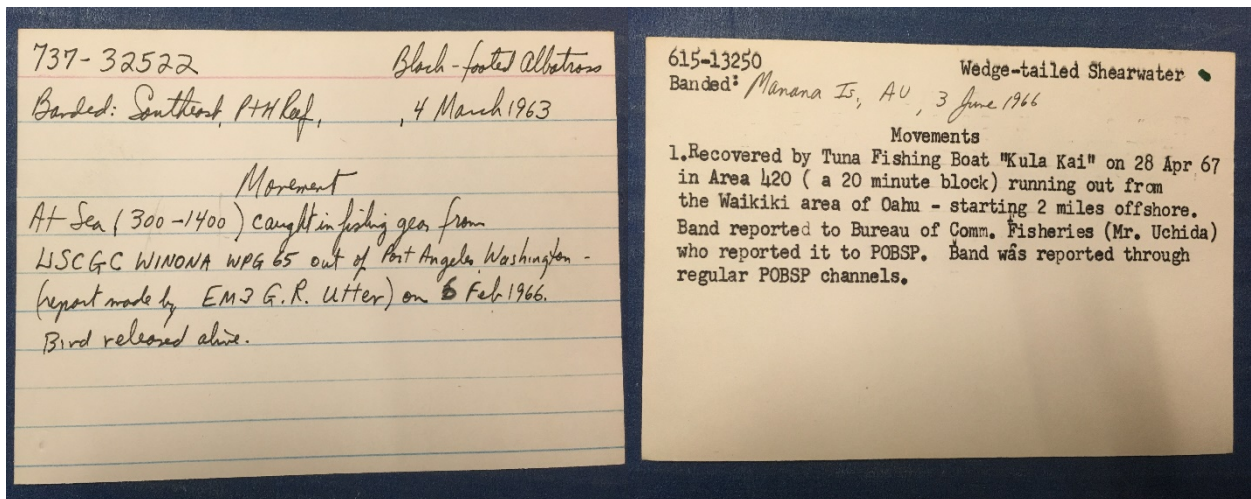 737-32522 Black-footed Albatross
Banded: Southeast, P+H Reef, , 4 March 1963
Movement
At Sea (300-1400) caught in fishing gear from
USCGC WINONA WPG 65 out of Port Angeles Washington -
(report made by EM3 G.R. Utter) on 6 Feb 1966.
Bird released alive.
615-13250 Wedge-tailed Shearwater
Banded: Manana Is, AU, 3 June 1966
Movements
1.Recovered by Tuna Fishing Boat "Kula Kai" on 28 Apr 67
in Area 420 ( a 20 minute block) running out from
the Waikiki area of Oahu - starting 2 miles offshore.
Band reported to Bureau of Comm. Fisheries (Mr. Uchida)
who reported it to POBSP. Band was reported through
regular POBSP channels.